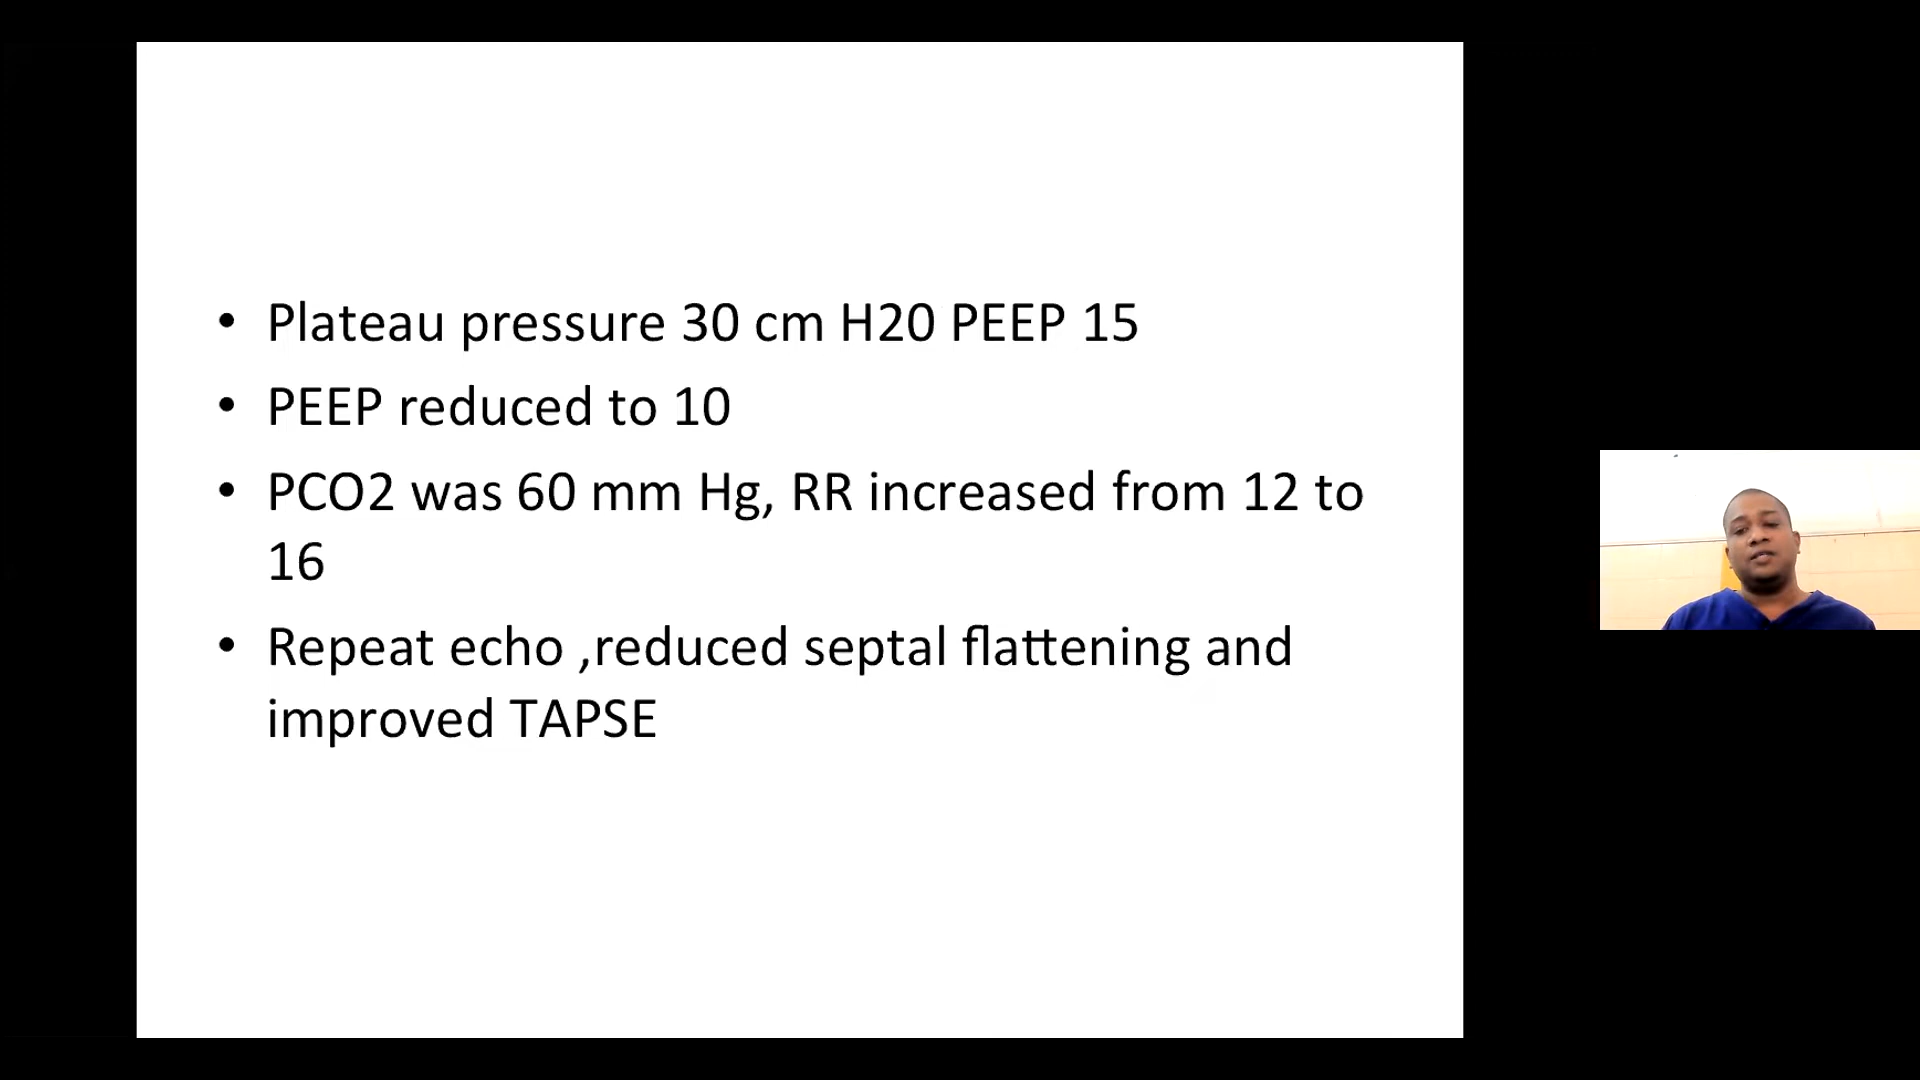 • Plateau pressure 30 cm H20 PEEP 15
• PEEP reduced to 10
• PCO2 was 60 mm Hg, RR increased from 12 to
16
• Repeat echo ,reduced septal flattening and
improved TAPSE